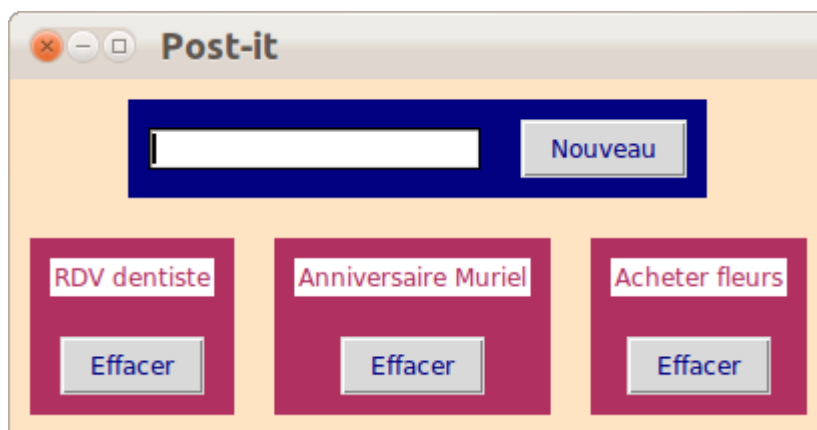 Post-it
Nouveau
RDV dentiste
Anniversaire Muriel
Acheter fleurs
Effacer
Effacer
Effacer